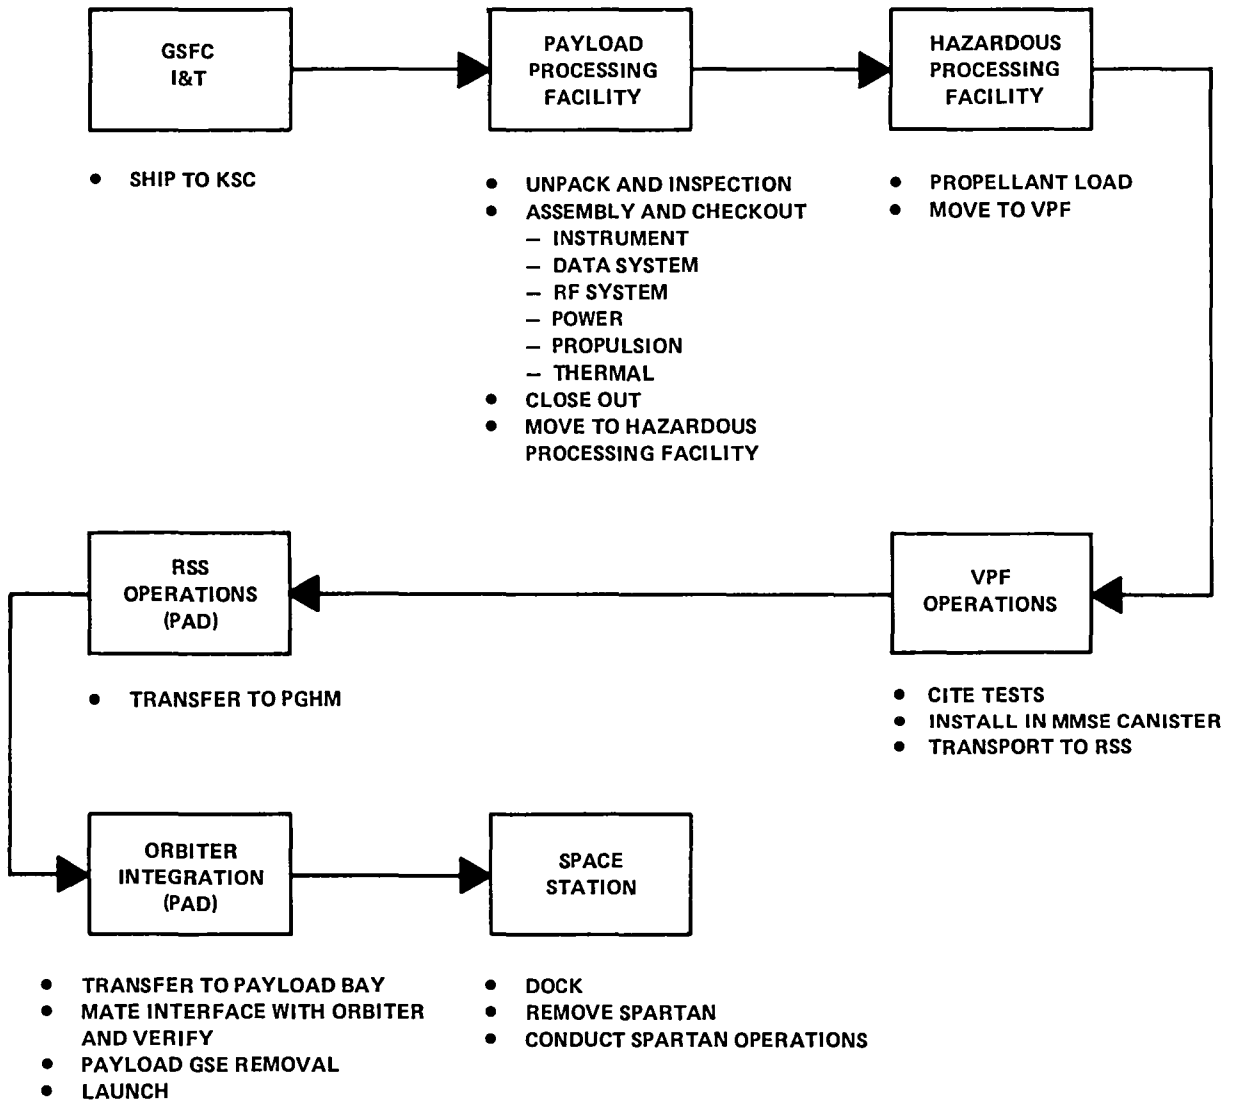 GSFC
I&T
PAYLOAD
PROCESSING
FACILITY
HAZARDOUS
PROCESSING
FACILITY
● SHIP TO KSC
● UNPACK AND INSPECTION
● ASSEMBLY AND CHECKOUT
– INSTRUMENT
– DATA SYSTEM
– RF SYSTEM
– POWER
– PROPULSION
– THERMAL
● CLOSE OUT
● MOVE TO HAZARDOUS
PROCESSING FACILITY
● PROPELLANT LOAD
● MOVE TO VPF
RSS
OPERATIONS
(PAD)
VPF
OPERATIONS
● TRANSFER TO PGHM
● CITE TESTS
● INSTALL IN MMSE CANISTER
● TRANSPORT TO RSS
ORBITER
INTEGRATION
(PAD)
SPACE
STATION
● TRANSFER TO PAYLOAD BAY
● MATE INTERFACE WITH ORBITER
AND VERIFY
● PAYLOAD GSE REMOVAL
● LAUNCH
● DOCK
● REMOVE SPARTAN
● CONDUCT SPARTAN OPERATIONS